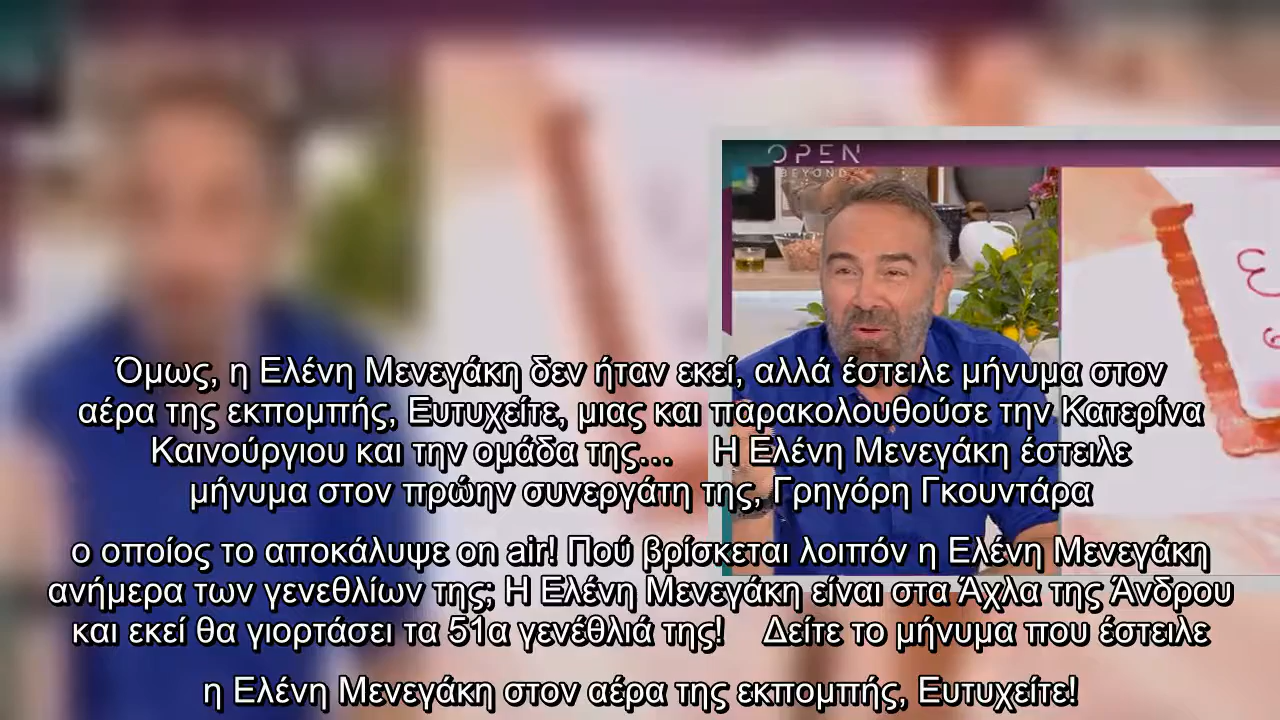 OPEN
BEYOND
Όμως, η Ελένη Μενεγάκη δεν ήταν εκεί, αλλά έστειλε μήνυμα στον
αέρα της εκπομπής, Ευτυχείτε, μιας και παρακολουθούσε την Κατερίνα
Καινούργιου και την ομάδα της… Η Ελένη Μενεγάκη έστειλε
μήνυμα στον πρώην συνεργάτη της, Γρηγόρη Γκουντάρα
ο οποίος το αποκάλυψε on air! Πού βρίσκεται λοιπόν η Ελένη Μενεγάκη
ανήμερα των γενεθλίων της; Η Ελένη Μενεγάκη είναι στα Άχλα της Άνδρου
και εκεί θα γιορτάσει τα 51α γενέθλιά της! Δείτε το μήνυμα που έστειλε
η Ελένη Μενεγάκη στον αέρα της εκπομπής, Ευτυχείτε!